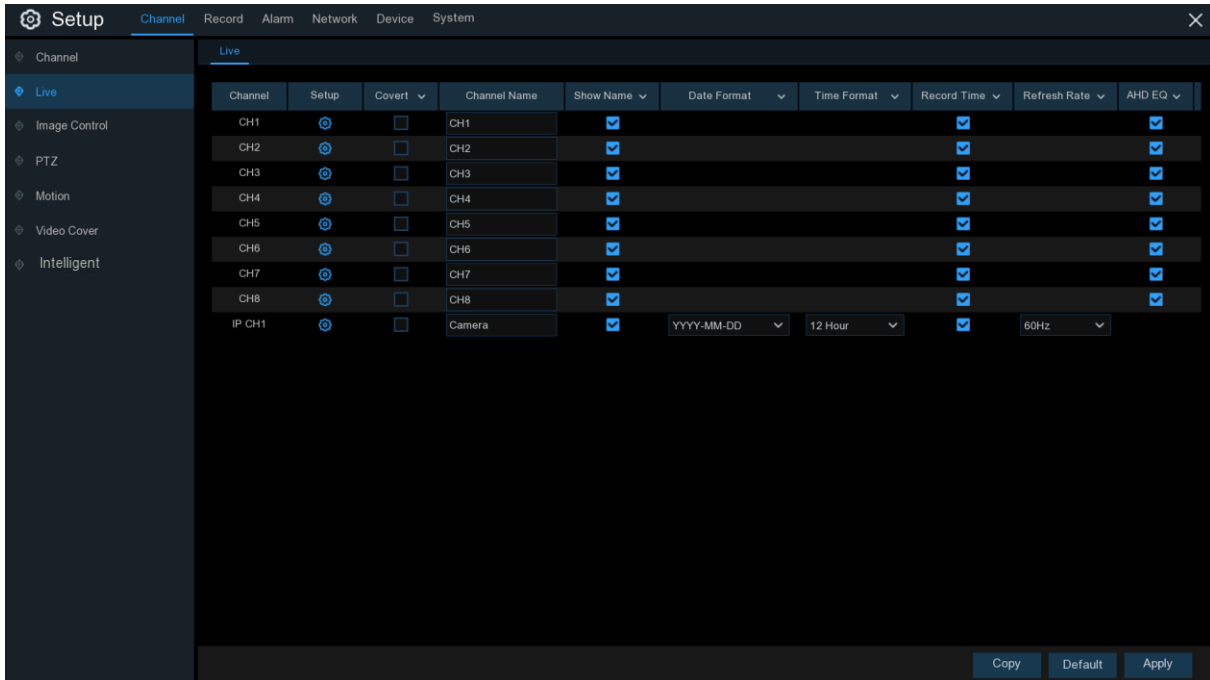 Setup Channel Record Alarm Network Device System
Channel
Live
Image Control
PTZ
Motion
Video Cover
Intelligent
Live
Channel Setup Covert Channel Name Show Name Date Format Time Format Record Time Refresh Rate AHD EQ
CH1 CH1
CH2 CH2
CH3 CH3
CH4 CH4
CH5 CH5
CH6 CH6
CH7 CH7
CH8 CH8
IP CH1 Camera YYYY-MM-DD 12 Hour 60Hz
Copy Default Apply